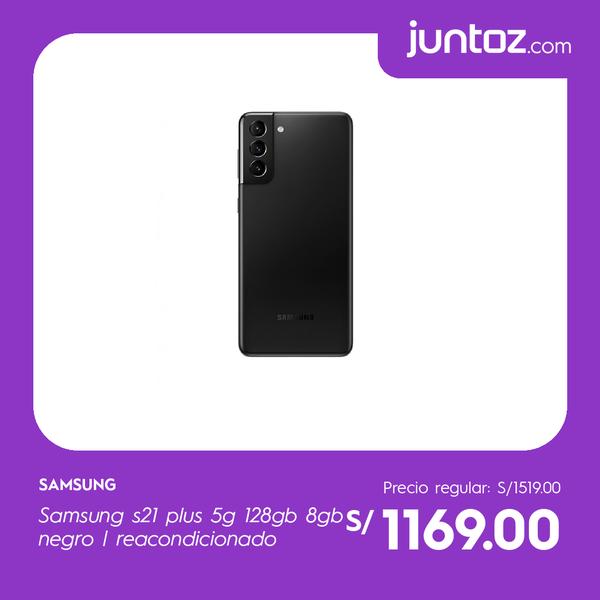 juntoz.com
SAMSUNG
SAMSUNG
Precio regular: S/1519.00
Samsung s21 plus 5g 128gb 8gb
negro | reacondicionado
S/ 1169.00